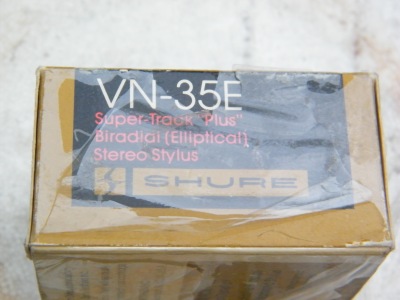 VN-35E
Super-Track "Plus"
Biradial (Elliptical)
Stereo Stylus
SHURE